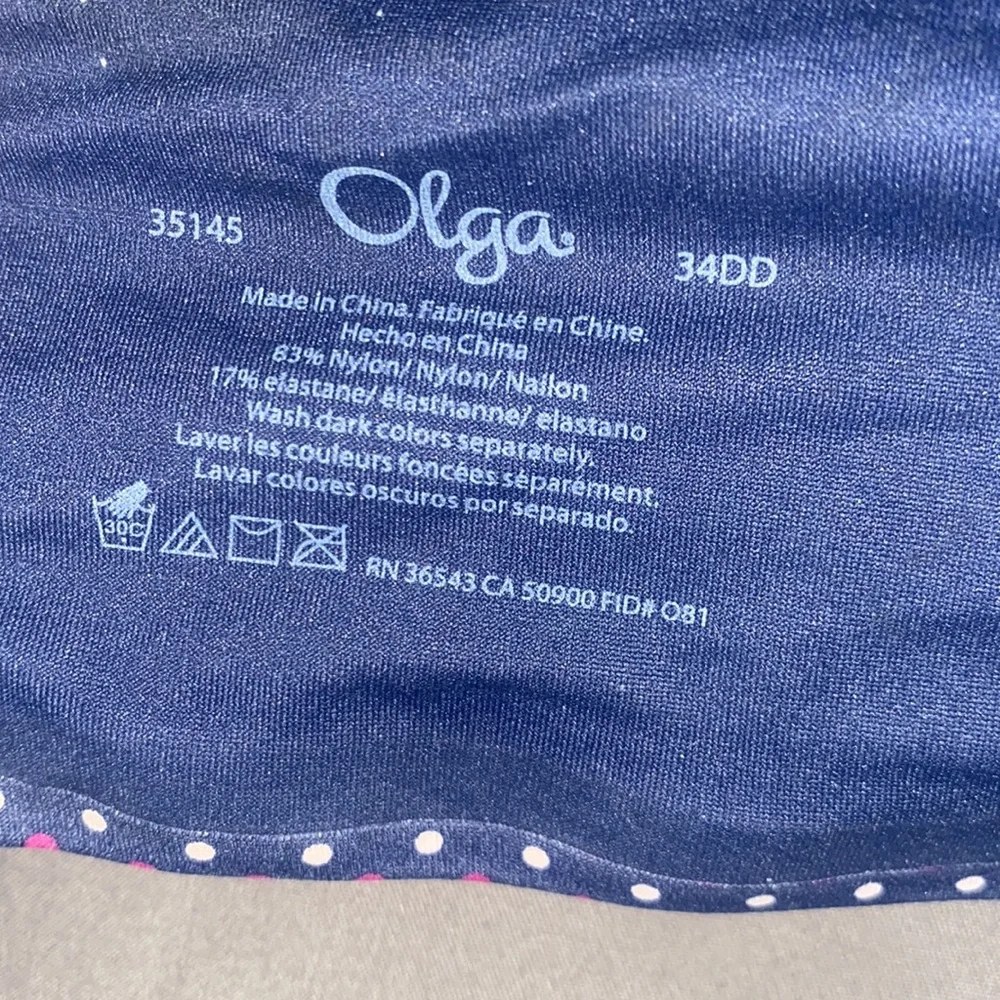 Olga.
35145
34DD
Made in China. Fabriqué en Chine.
Hecho en China
83% Nylon/ Nylon/ Nailon
17% elastane/ élasthanne/ elastano
Wash dark colors separately.
Laver les couleurs foncées séparément.
Lavar colores oscuros por separado.
30C
RN 36543 CA 50900 FID# O81